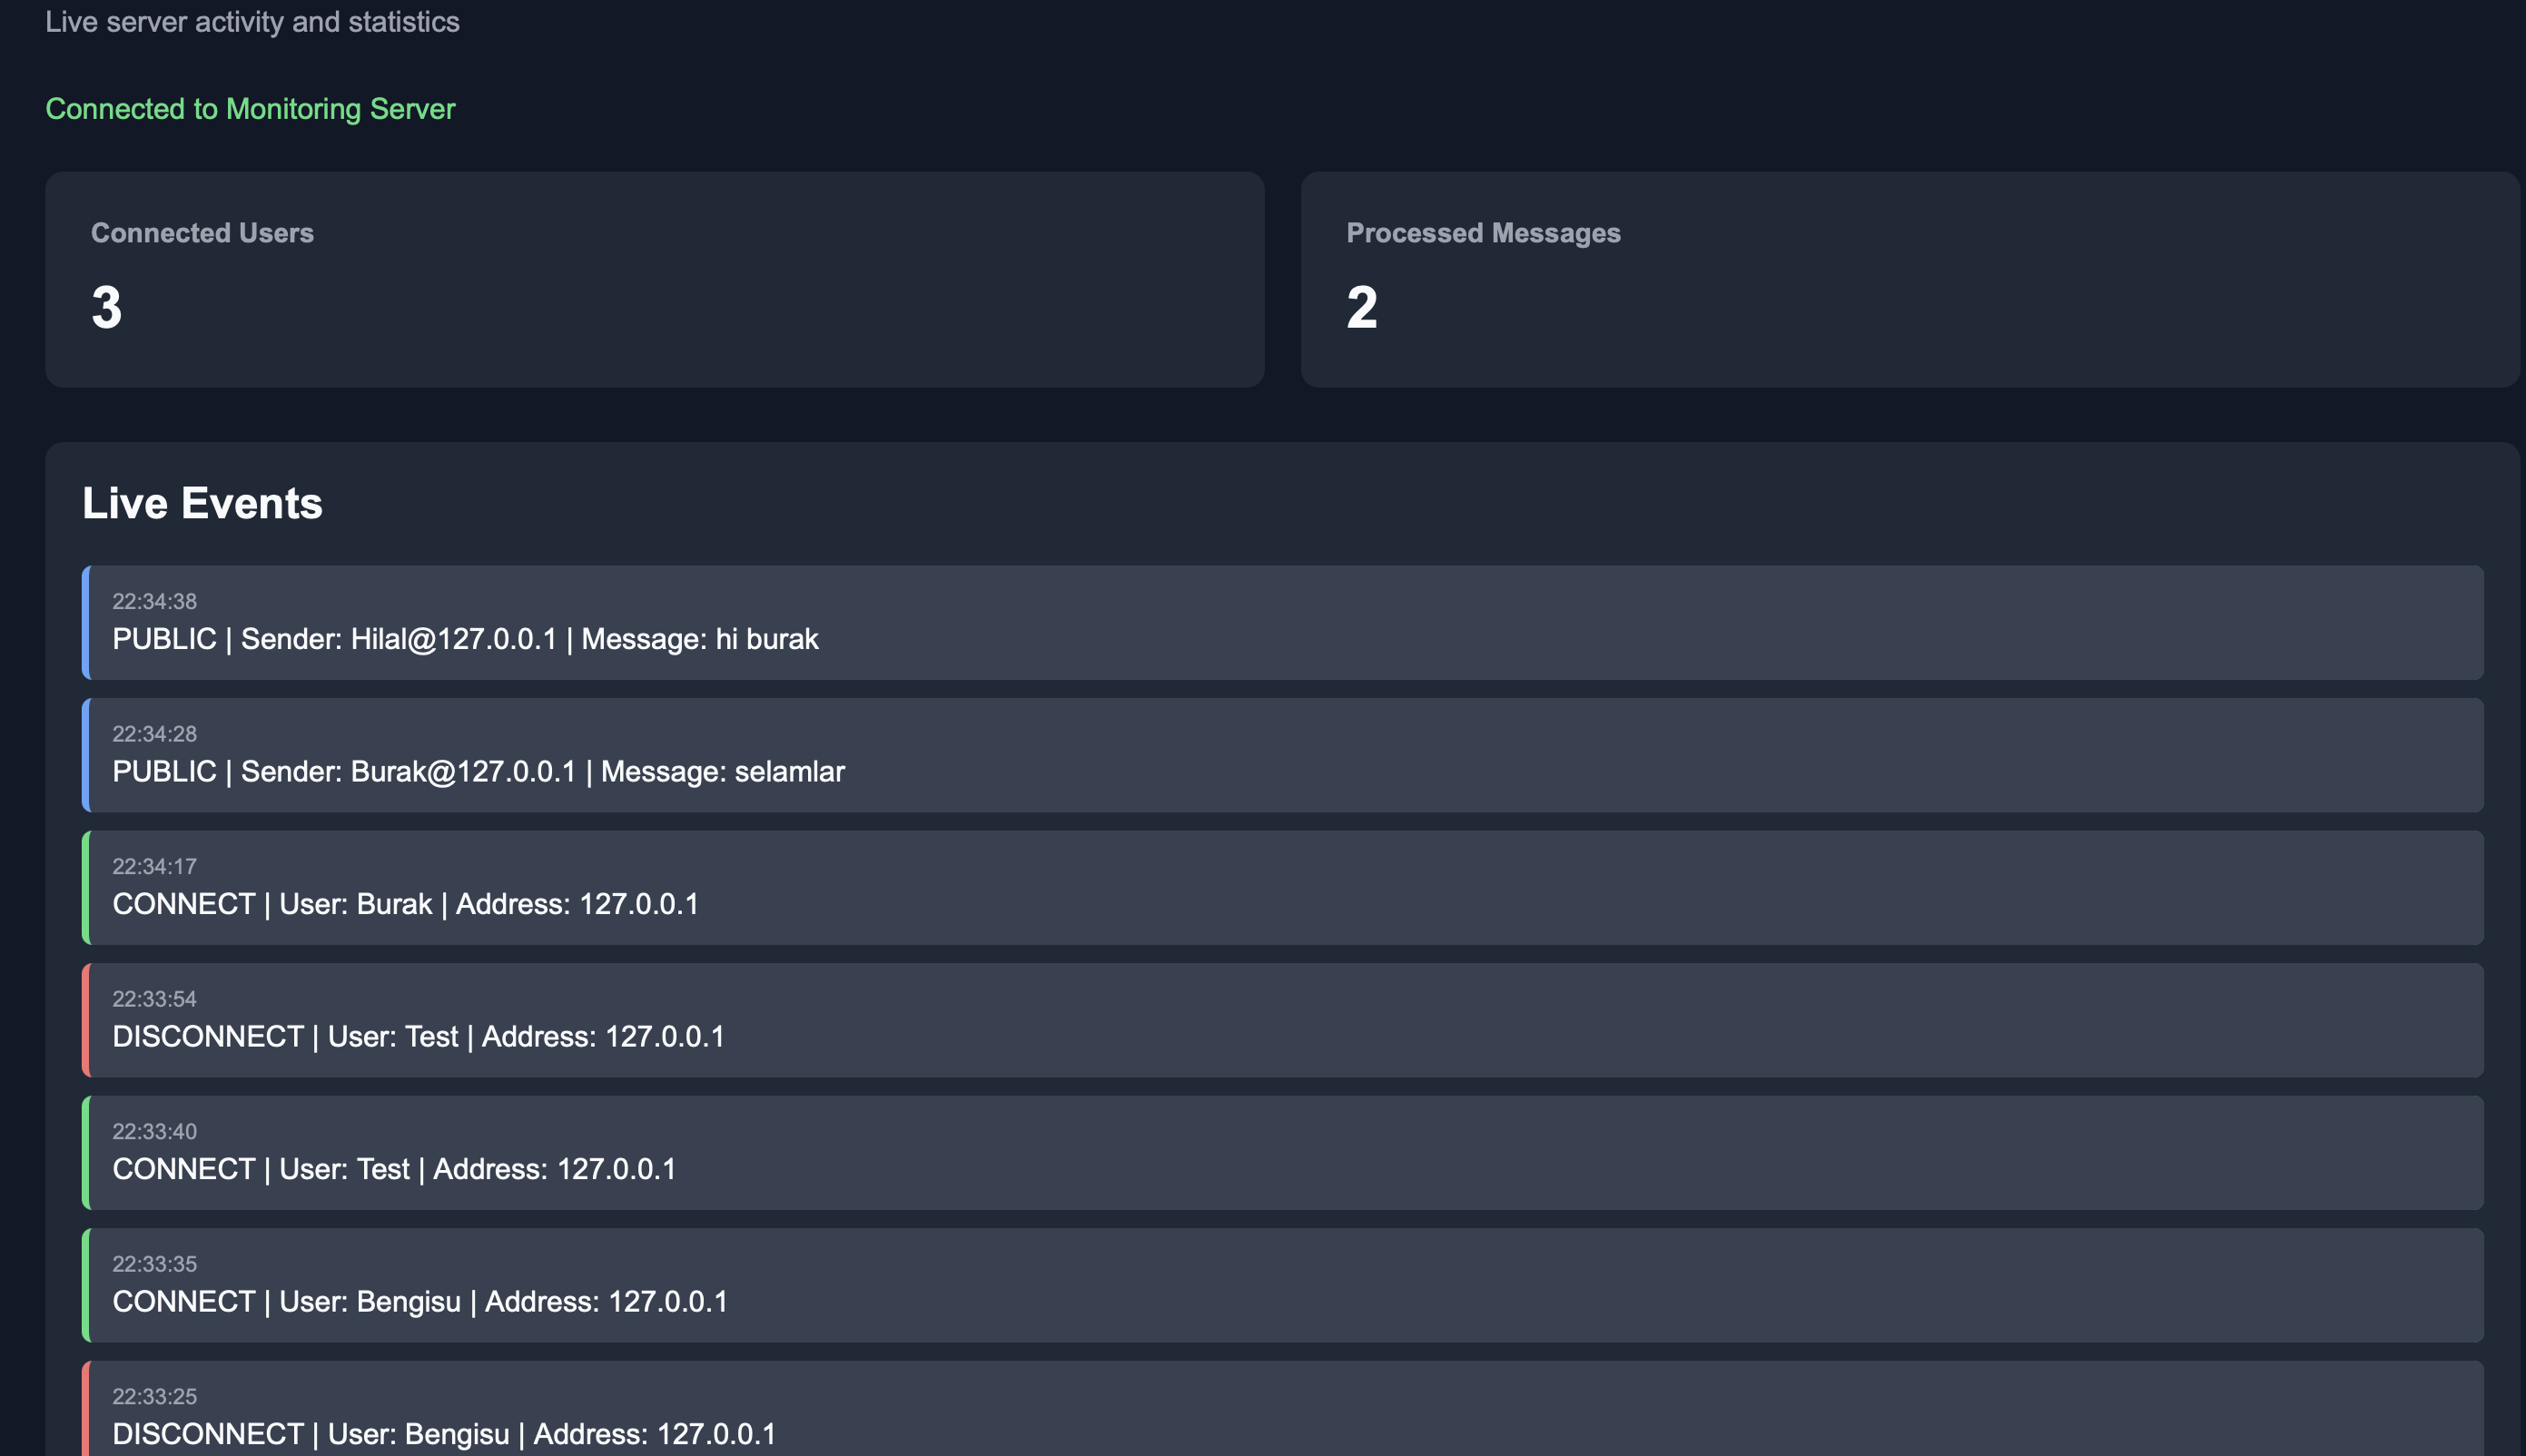 Live server activity and statistics
Connected to Monitoring Server
Connected Users
3
Processed Messages
2
Live Events
22:34:38
PUBLIC | Sender: Hilal@127.0.0.1 | Message: hi burak
22:34:28
PUBLIC | Sender: Burak@127.0.0.1 | Message: selamlar
22:34:17
CONNECT | User: Burak | Address: 127.0.0.1
22:33:54
DISCONNECT | User: Test | Address: 127.0.0.1
22:33:40
CONNECT | User: Test | Address: 127.0.0.1
22:33:35
CONNECT | User: Bengisu | Address: 127.0.0.1
22:33:25
DISCONNECT | User: Bengisu | Address: 127.0.0.1